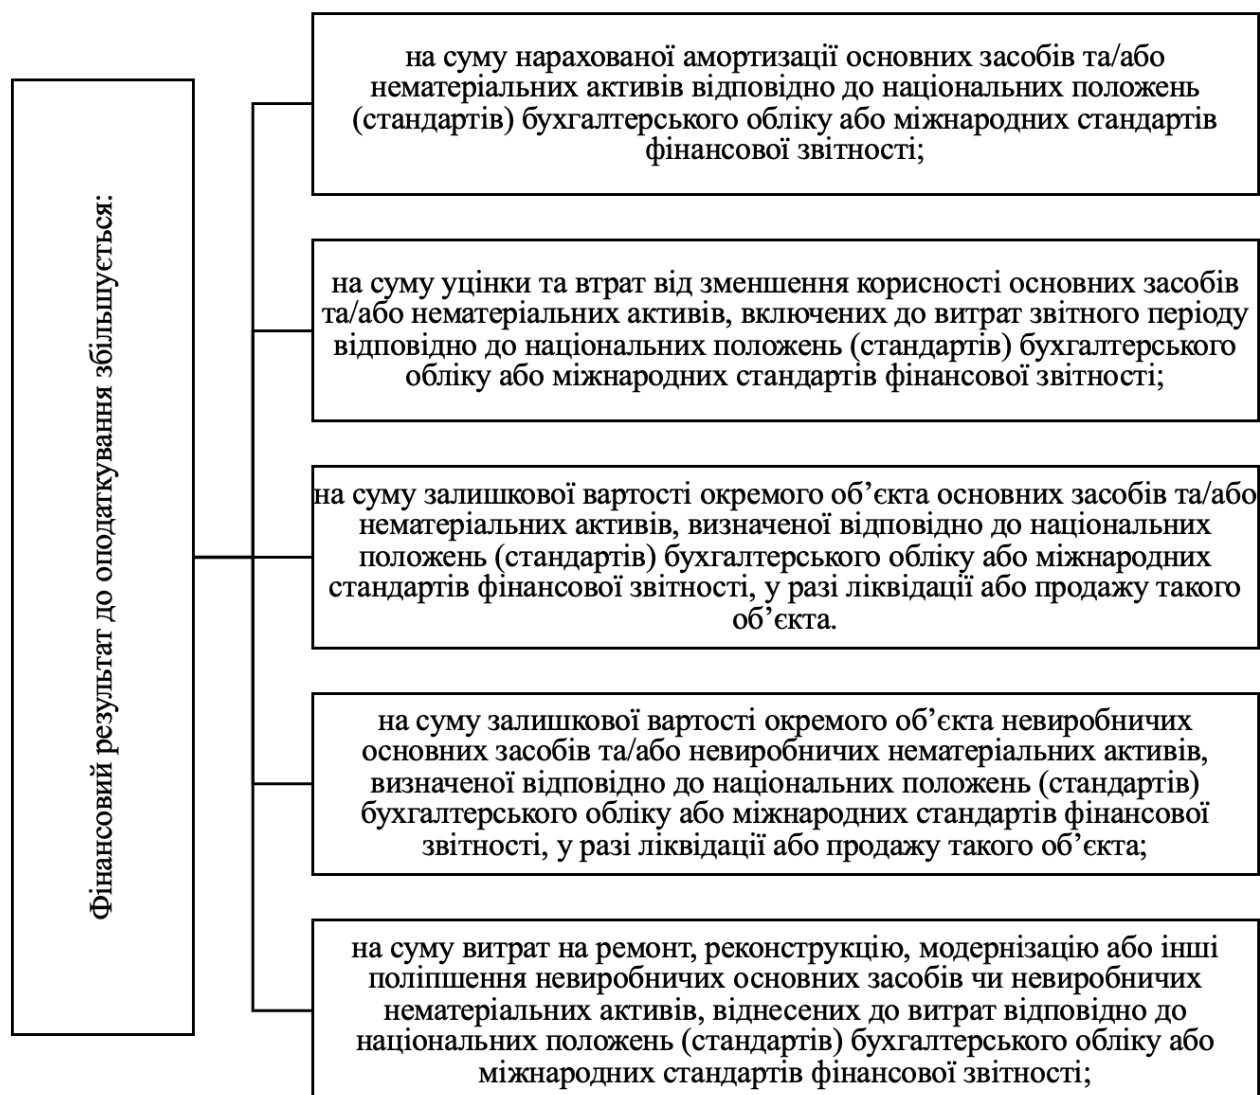 Фінансовий результат до оподаткування збільшується:
на суму нарахованої амортизації основних засобів та/або
нематеріальних активів відповідно до національних положень
(стандартів) бухгалтерського обліку або міжнародних стандартів
фінансової звітності;
на суму уцінки та втрат від зменшення корисності основних засобів
та/або нематеріальних активів, включених до витрат звітного періоду
відповідно до національних положень (стандартів) бухгалтерського
обліку або міжнародних стандартів фінансової звітності;
на суму залишкової вартості окремого об’єкта основних засобів та/або
нематеріальних активів, визначеної відповідно до національних
положень (стандартів) бухгалтерського обліку або міжнародних
стандартів фінансової звітності, у разі ліквідації або продажу такого
об’єкта.
на суму залишкової вартості окремого об’єкта невиробничих
основних засобів та/або невиробничих нематеріальних активів,
визначеної відповідно до національних положень (стандартів)
бухгалтерського обліку або міжнародних стандартів фінансової
звітності, у разі ліквідації або продажу такого об’єкта;
на суму витрат на ремонт, реконструкцію, модернізацію або інші
поліпшення невиробничих основних засобів чи невиробничих
нематеріальних активів, віднесених до витрат відповідно до
національних положень (стандартів) бухгалтерського обліку або
міжнародних стандартів фінансової звітності;